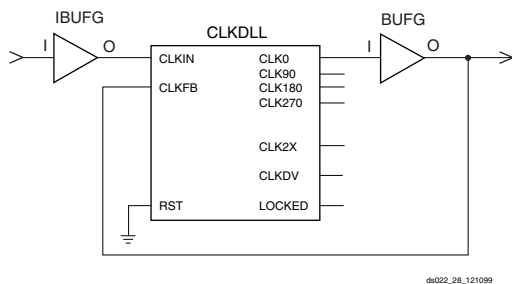 IBUFG
I
O
CLKDLL
CLKIN
CLKFB
RST
CLK0
CLK90
CLK180
CLK270
CLK2X
CLKDV
LOCKED
BUFG
I
O
ds022_28_121099